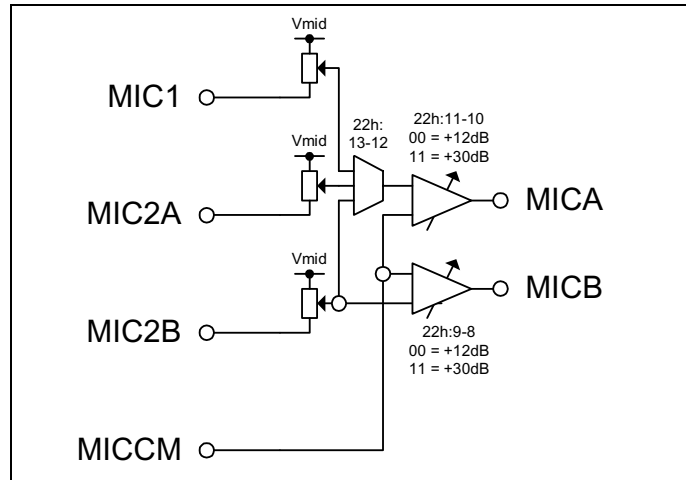 Vmid
MIC1
22h:
13-12
22h:11-10
00 = +12dB
11 = +30dB
Vmid
MIC2A
MICA
Vmid
MIC2B
MICB
22h:9-8
00 = +12dB
11 = +30dB
MICCM